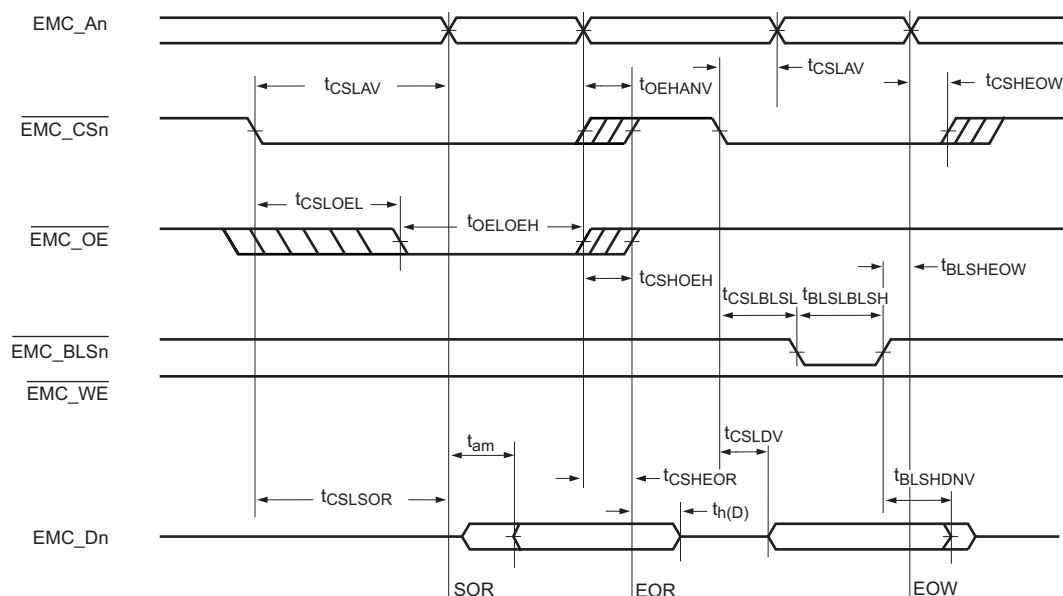 EMC_An
tCSLAV
tOEHANV
tCSLAV
tCSHEOW
EMC_CSn
tCSLOEL
tOELOEH
EMC_OE
tCSHOEH
tBLSHEOW
tCSLBLSL
tBLSLBLSH
EMC_BLSn
EMC_WE
tam
tCSLDV
tCSLSOR
tCSHEOR
tBLSHDNV
th(D)
EMC_Dn
SOR
EOR
EOW